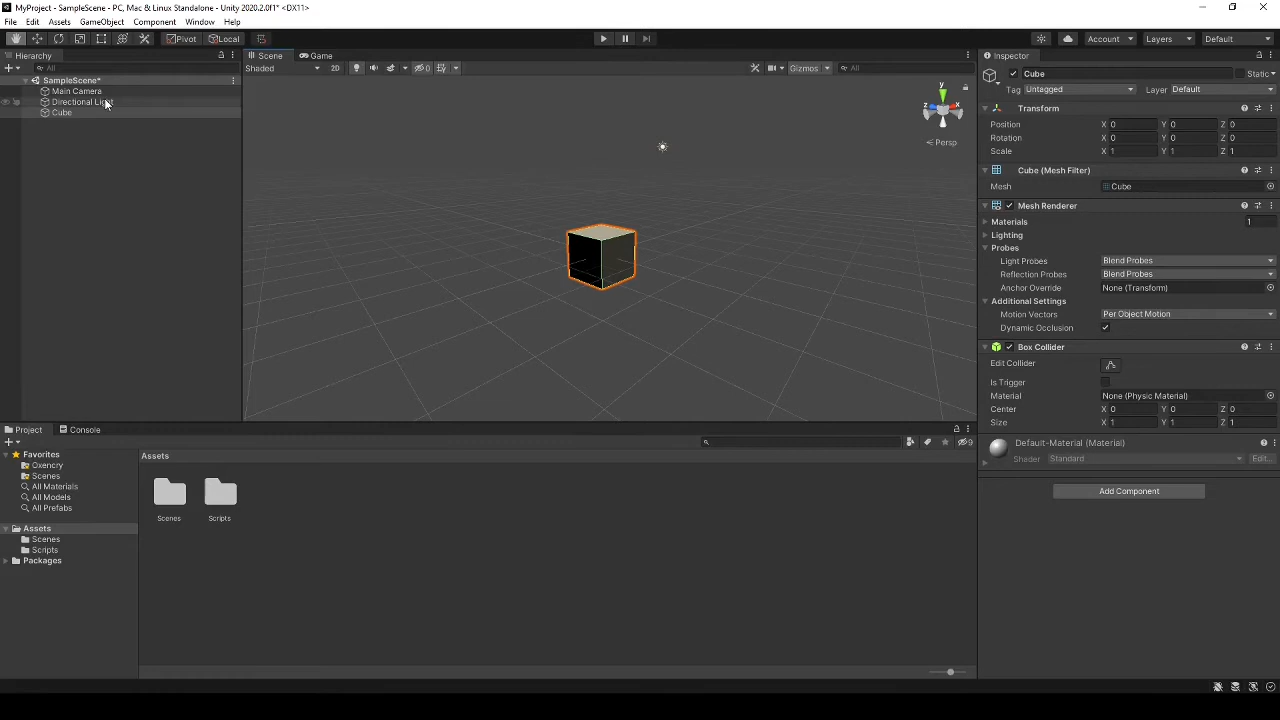 MyProject - SampleScene - PC, Mac & Linux Standalone - Unity 2020.2.0f1* <DX11>
File Edit Assets GameObject Component Window Help
Pivot Local Account Layers Default
Hierarchy
All
SampleScene*
Main Camera
Directional Light
Cube
Scene Game
Shaded 2D 0 Gizmos All
y
z x
Persp
Inspector
Cube Static
Tag Untagged Layer Default
Transform
Position X 0 Y 0 Z 0
Rotation X 0 Y 0 Z 0
Scale X 1 Y 1 Z 1
Cube (Mesh Filter)
Mesh Cube
Mesh Renderer
Materials 1
Lighting
Probes
Light Probes Blend Probes
Reflection Probes Blend Probes
Anchor Override None (Transform)
Additional Settings
Motion Vectors Per Object Motion
Dynamic Occlusion
Box Collider
Edit Collider
Is Trigger
Material None (Physic Material)
Center X 0 Y 0 Z 0
Size X 1 Y 1 Z 1
Default-Material (Material)
Shader Standard Edit...
Add Component
Project Console
9
Favorites
Oxencry
Scenes
All Materials
All Models
All Prefabs
Assets
Scenes
Scripts
Packages
Assets
Scenes Scripts